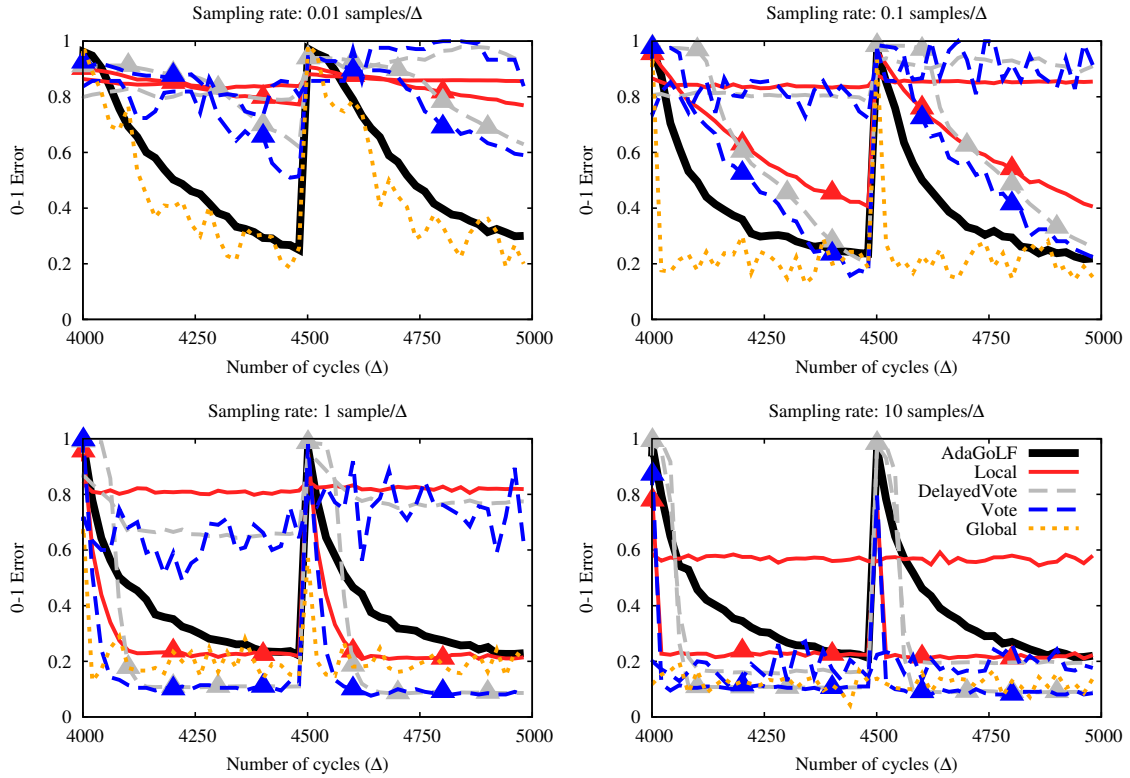 Sampling rate: 0.01 samples/Δ
1
0.8
0.6
0.4
0.2
0
0-1 Error
4000
4250
4500
4750
5000
Number of cycles (Δ)
Sampling rate: 0.1 samples/Δ
1
0.8
0.6
0.4
0.2
0
0-1 Error
4000
4250
4500
4750
5000
Number of cycles (Δ)
Sampling rate: 1 sample/Δ
1
0.8
0.6
0.4
0.2
0
0-1 Error
4000
4250
4500
4750
5000
Number of cycles (Δ)
Sampling rate: 10 samples/Δ
1
0.8
0.6
0.4
0.2
0
0-1 Error
AdaGoLF
Local
DelayedVote
Vote
Global
4000
4250
4500
4750
5000
Number of cycles (Δ)